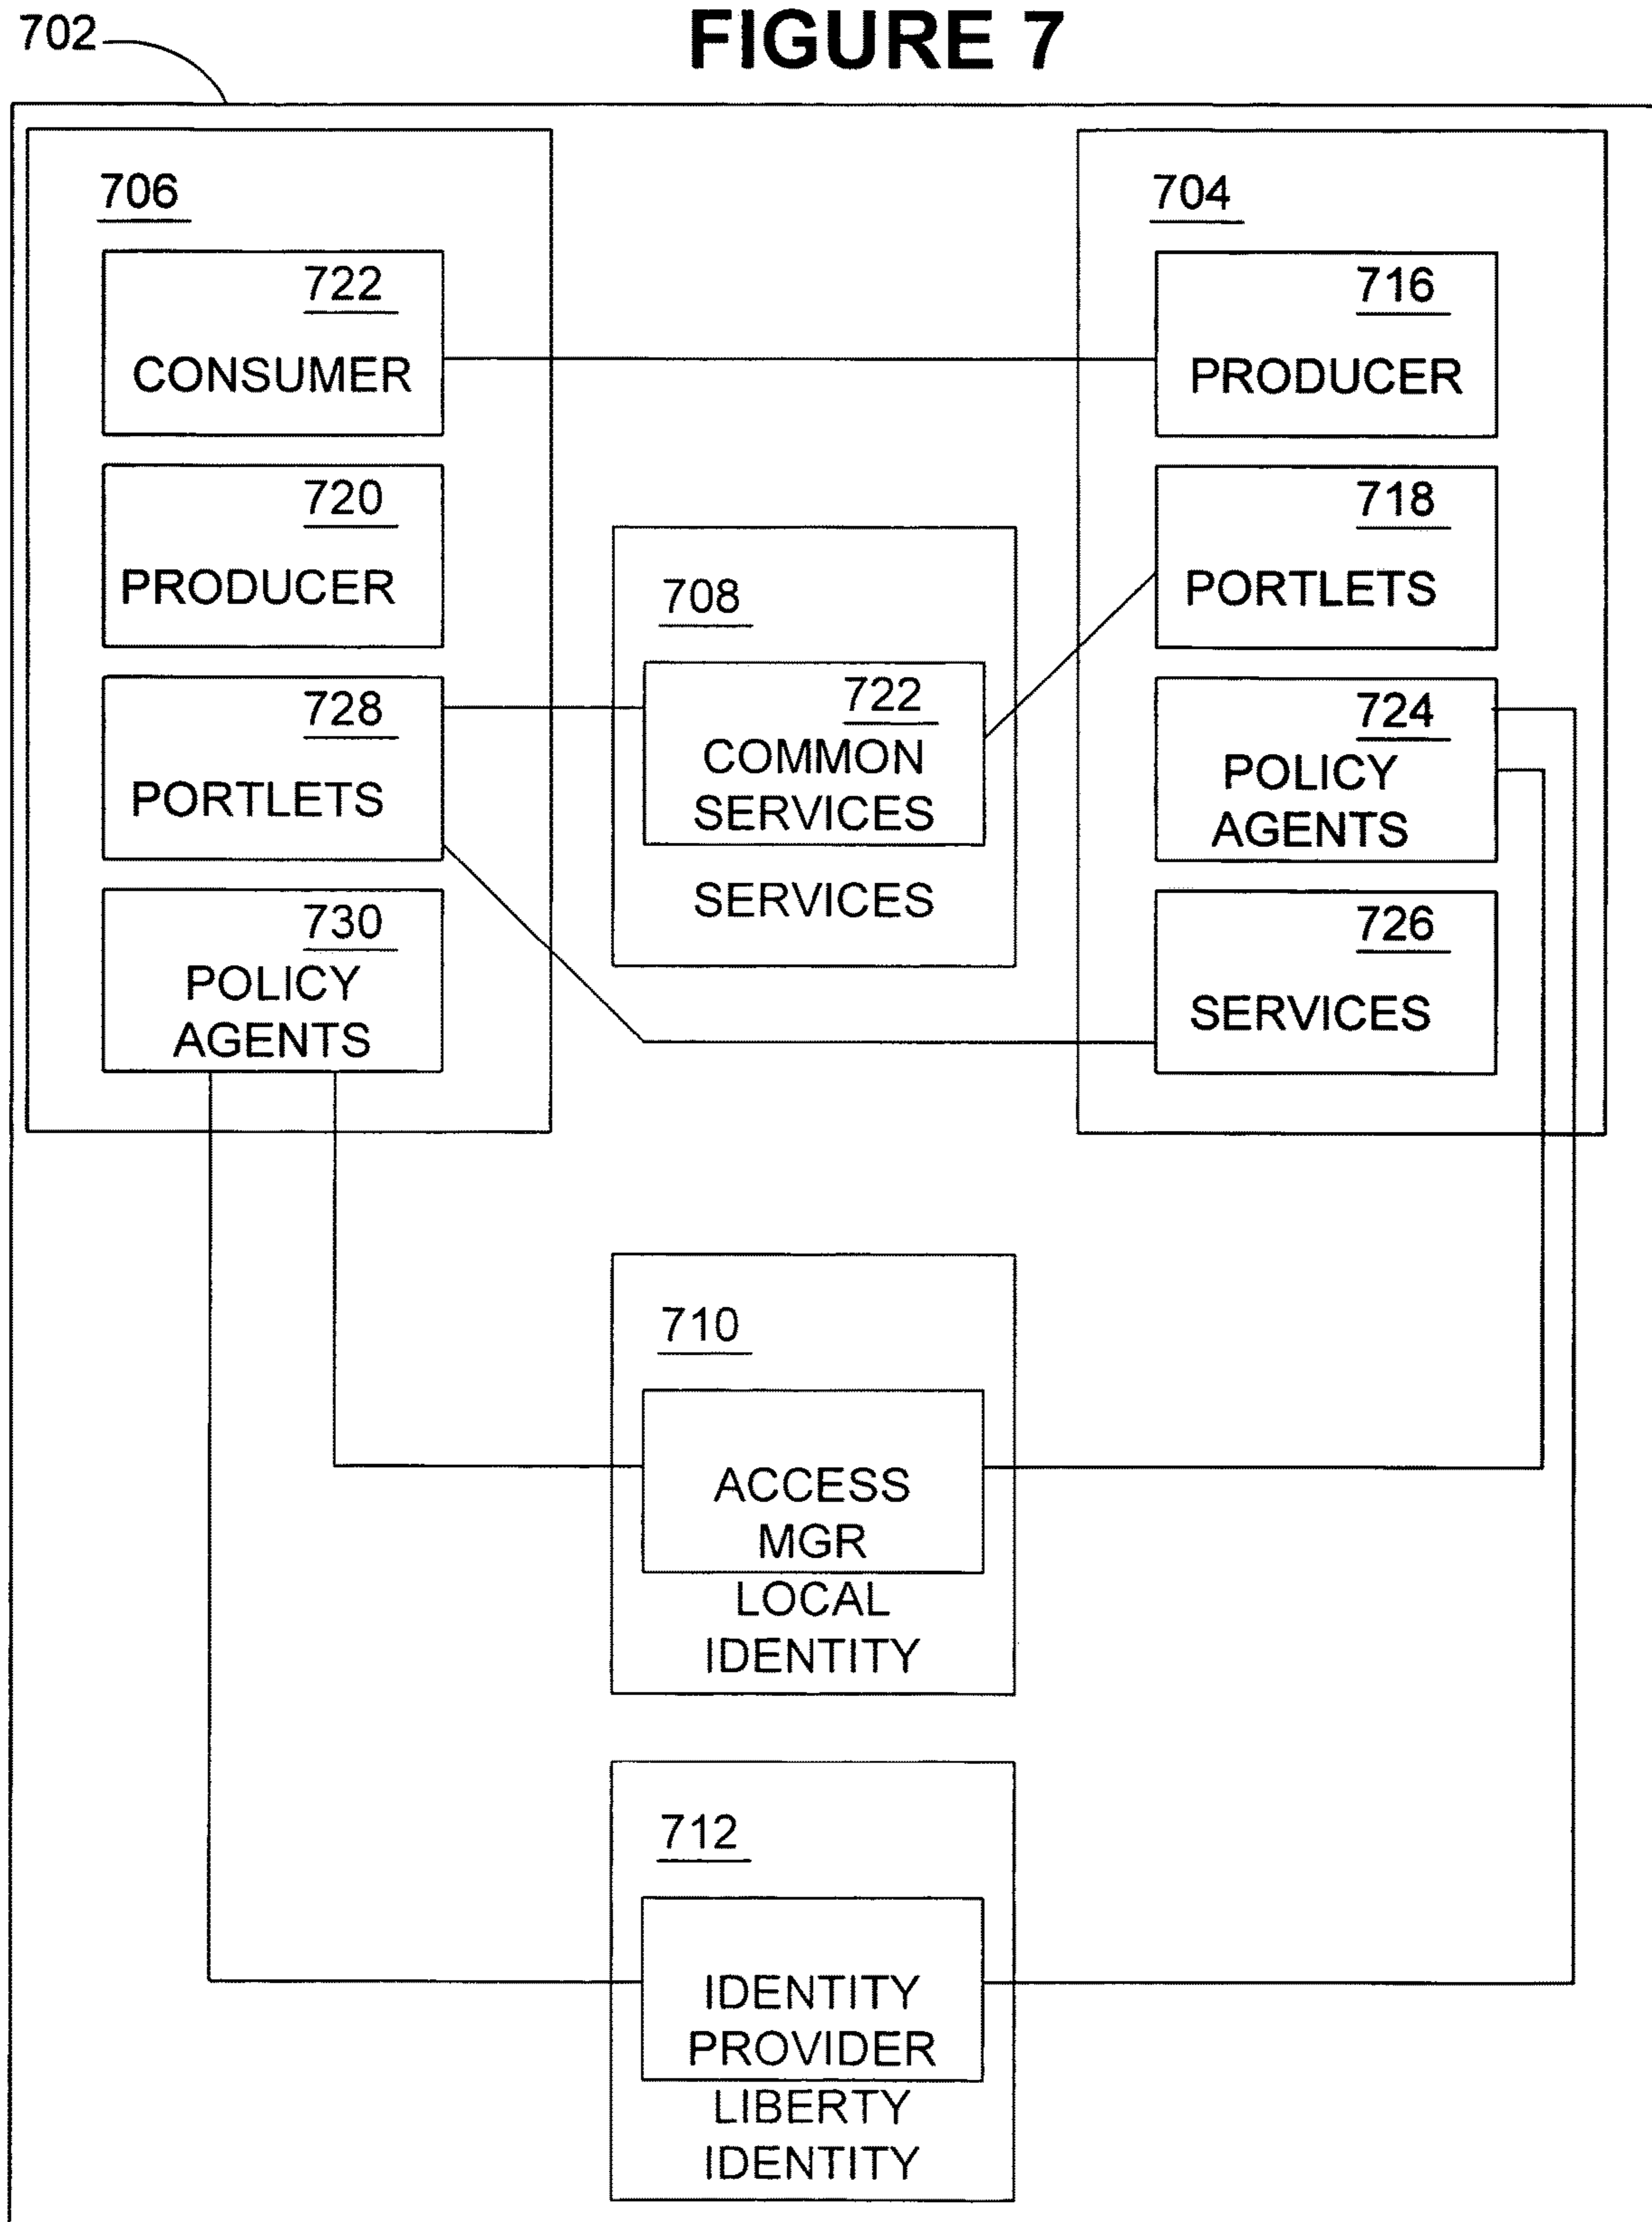 FIGURE 7
702
706
722
CONSUMER
720
PRODUCER
728
PORTLETS
730
POLICY
AGENTS
708
722
COMMON
SERVICES
SERVICES
704
716
PRODUCER
718
PORTLETS
724
POLICY
AGENTS
726
SERVICES
710
ACCESS
MGR
LOCAL
IDENTITY
712
IDENTITY
PROVIDER
LIBERTY
IDENTITY